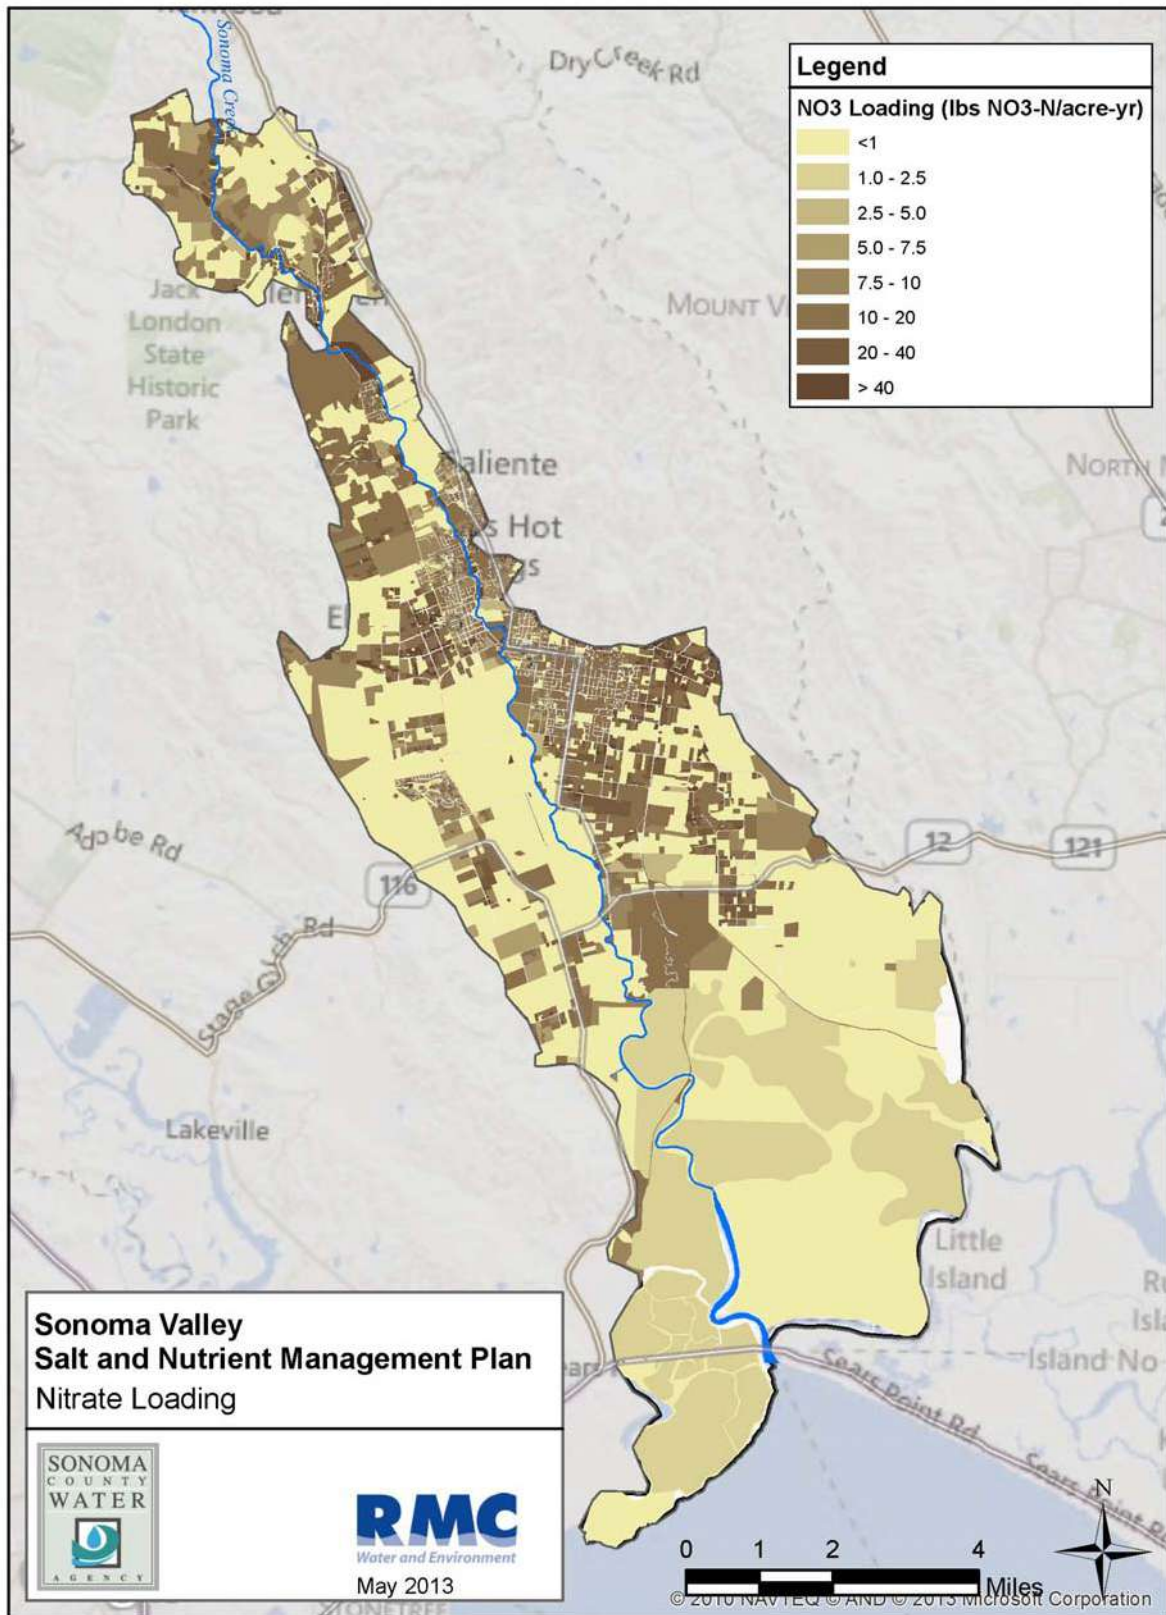 Sonoma Creek
Dry Creek Rd
Legend
NO3 Loading (lbs NO3-N/acre-yr)
<1
1.0 - 2.5
2.5 - 5.0
5.0 - 7.5
7.5 - 10
10 - 20
20 - 40
> 40
Jack
London
State
Historic
Park
MOUNT
NORTH
Hot
12
121
Adobe Rd
116
Stage Gulch Rd
Lakeville
Little
Island
Island No
Sears Point Rd
Sears Point Rd
Sonoma Valley
Salt and Nutrient Management Plan
Nitrate Loading
SONOMA
COUNTY
WATER
AGENCY
RMC
Water and Environment
May 2013
N
0 1 2 4
Miles
© 2010 NAVTEQ © AND © 2013 Microsoft Corporation